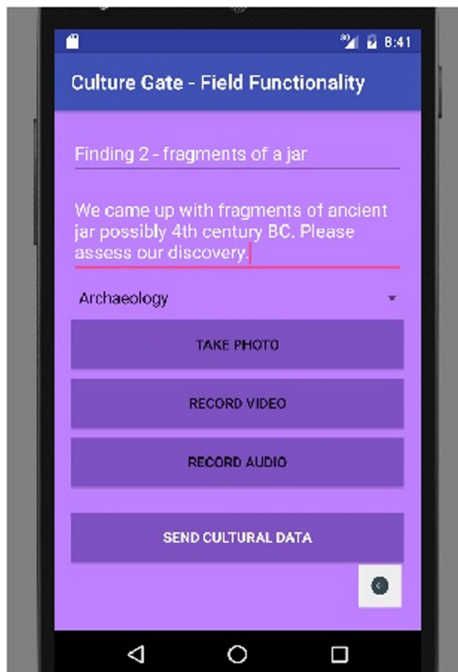 3G 8:41
Culture Gate - Field Functionality
Finding 2 - fragments of a jar
We came up with fragments of ancient
jar possibly 4th century BC. Please
assess our discovery.
Archaeology
TAKE PHOTO
RECORD VIDEO
RECORD AUDIO
SEND CULTURAL DATA